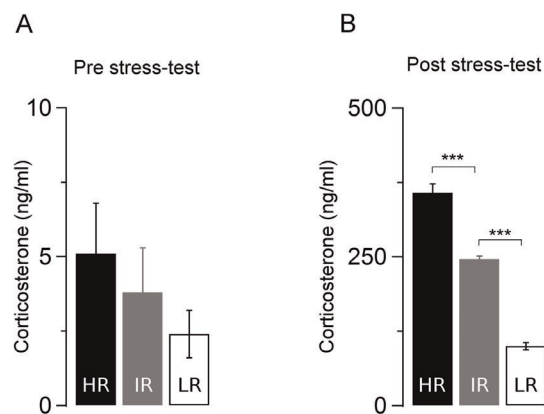 A
Pre stress-test
Corticosterone (ng/ml)
10
5
0
HR IR LR
B
Post stress-test
Corticosterone (ng/ml)
500
250
0
***
***
HR IR LR